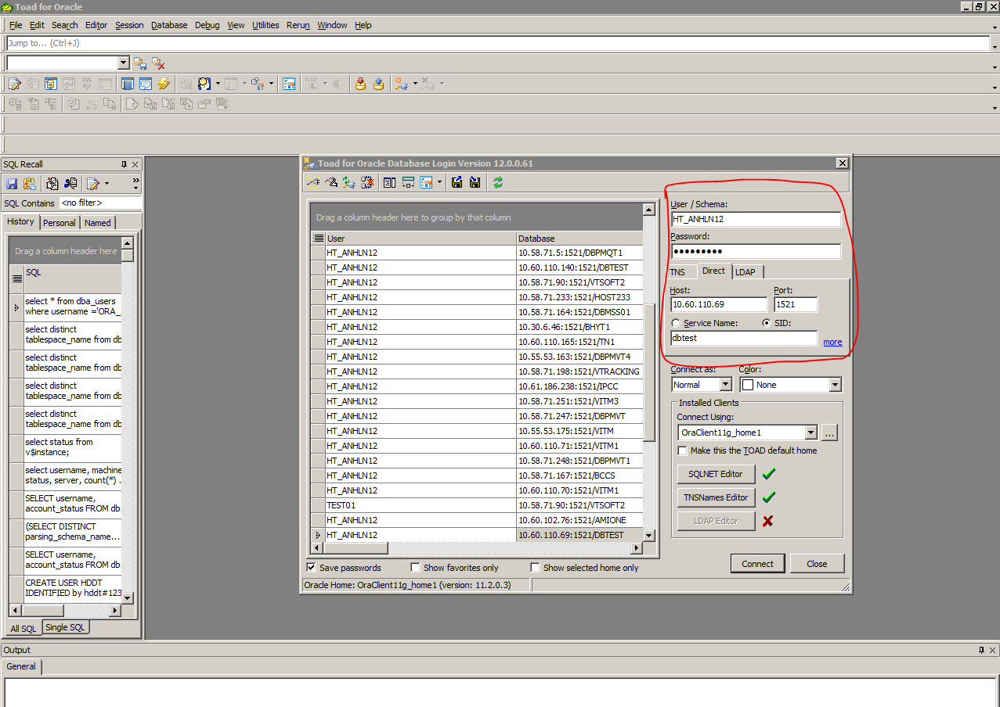 Toad for Oracle
File Edit Search Editor Session Database Debug View Utilities Rerun Window Help
Jump to... (Ctrl+J)
SQL Recall
SQL Contains <no filter>
History Personal Named
Drag a column header here
SQL
select * from dba_users
where username ='ORA_
select distinct
tablespace_name from db
select distinct
tablespace_name from db
select distinct
tablespace_name from db
select distinct
tablespace_name from db
select status from
v$instance;
select username, machine
status, server, count(*) .
SELECT username,
account_status FROM db
(SELECT DISTINCT
parsing_schema_name...
SELECT username,
account_status FROM db
CREATE USER HDDT
IDENTIFIED by hddt#123
All SQL Single SQL
Toad for Oracle Database Login Version 12.0.0.61
Drag a column header here to group by that column
User Database
HT_ANHLN12 10.58.71.5:1521/DBPMQT1
HT_ANHLN12 10.60.110.140:1521/DBTEST
HT_ANHLN12 10.58.71.90:1521/VTSOFT2
HT_ANHLN12 10.58.71.233:1521/HOST233
HT_ANHLN12 10.58.71.164:1521/DBMSS01
HT_ANHLN12 10.30.6.46:1521/BHYT1
HT_ANHLN12 10.60.110.165:1521/TN1
HT_ANHLN12 10.55.53.163:1521/DBPMVT4
HT_ANHLN12 10.58.71.198:1521/VTRACKING
HT_ANHLN12 10.61.186.238:1521/IPCC
HT_ANHLN12 10.58.71.251:1521/VITM3
HT_ANHLN12 10.58.71.247:1521/DBPMVT
HT_ANHLN12 10.55.53.175:1521/VITM
HT_ANHLN12 10.60.110.71:1521/VITM1
HT_ANHLN12 10.58.71.248:1521/DBPMVT1
HT_ANHLN12 10.58.71.167:1521/BCCS
HT_ANHLN12 10.60.110.70:1521/VITM1
TEST01 10.58.71.90:1521/VTSOFT2
HT_ANHLN12 10.60.102.76:1521/AMIONE
HT_ANHLN12 10.60.110.69:1521/DBTEST
Save passwords Show favorites only Show selected home only
Oracle Home: OraClient11g_home1 (version: 11.2.0.3)
User / Schema:
HT_ANHLN12
Password:
TNS Direct LDAP
Host: Port:
10.60.110.69 1521
Service Name: SID:
dbtest more
Connect as: Color:
Normal None
Installed Clients
Connect Using:
OraClient11g_home1 ...
Make this the TOAD default home
SQLNET Editor
TNSNames Editor
LDAP Editor
Connect Close
Output
General